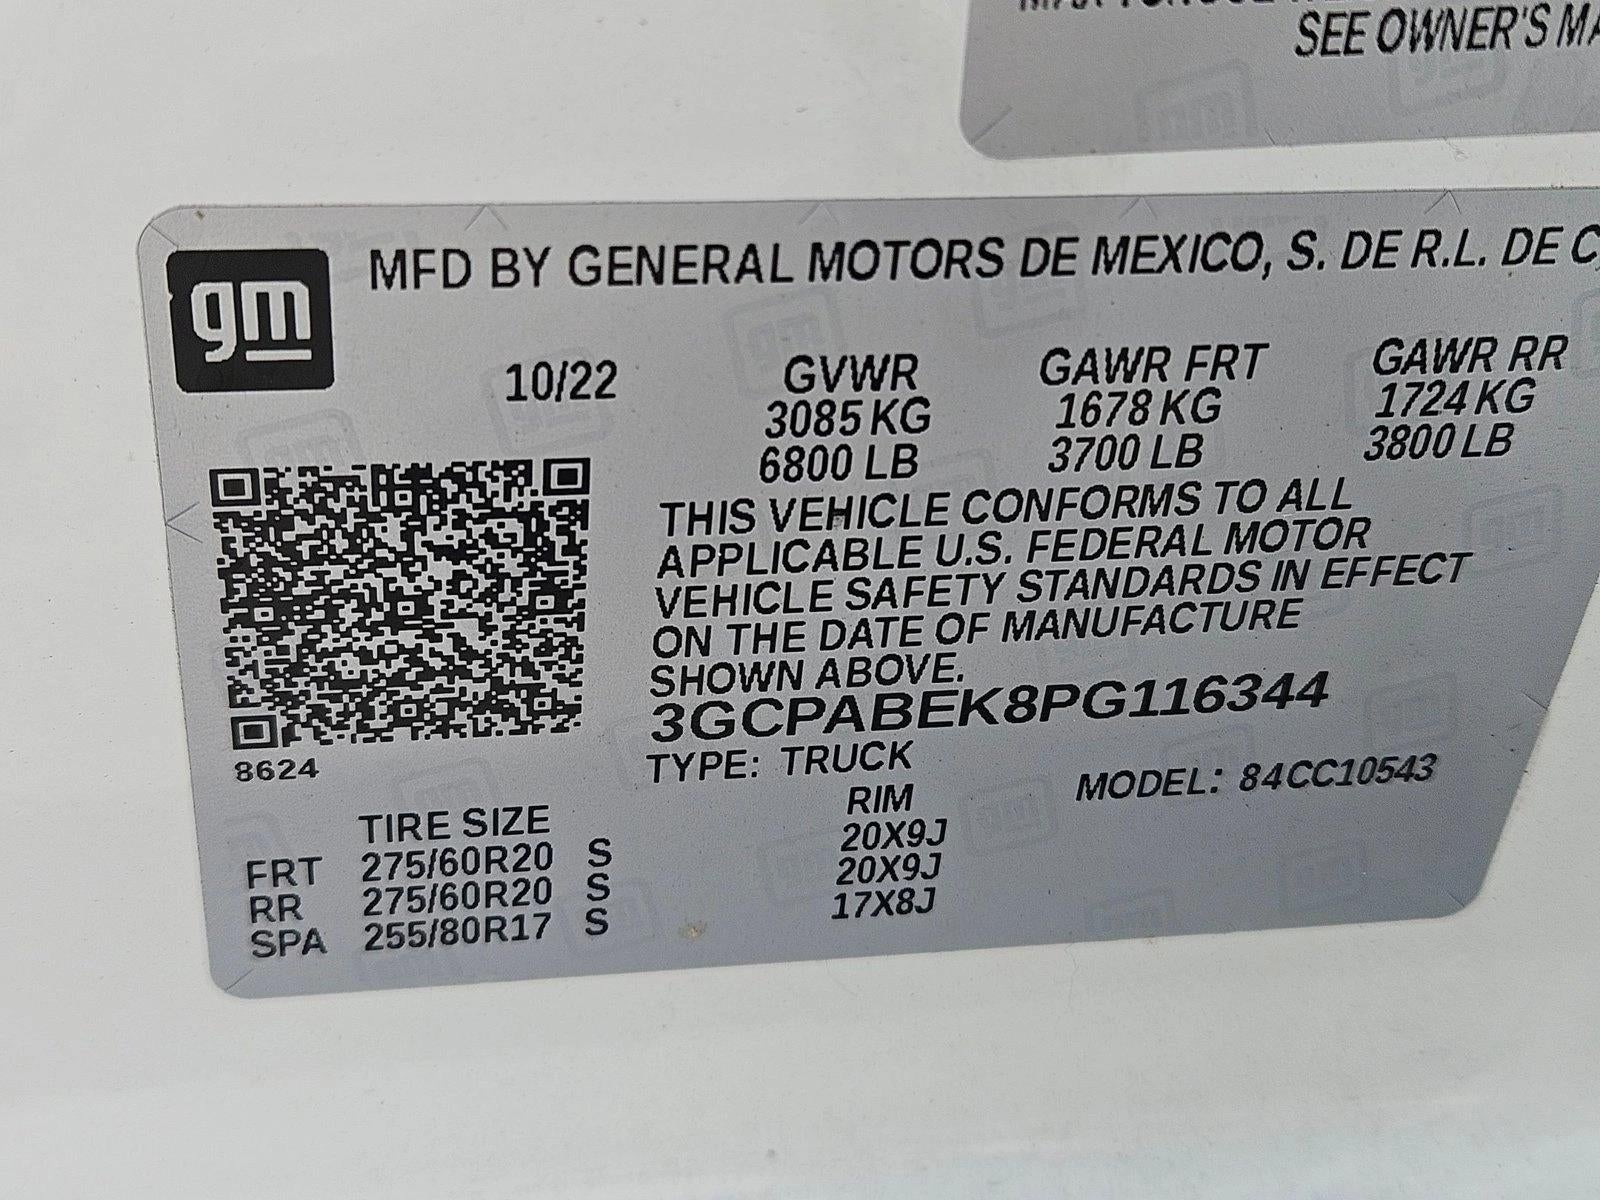 SEE OWNER'S MA
gm
MFD BY GENERAL MOTORS DE MEXICO, S. DE R.L. DE C
10/22 GVWR GAWR FRT GAWR RR
3085 KG 1678 KG 1724 KG
6800 LB 3700 LB 3800 LB
THIS VEHICLE CONFORMS TO ALL
APPLICABLE U.S. FEDERAL MOTOR
VEHICLE SAFETY STANDARDS IN EFFECT
ON THE DATE OF MANUFACTURE
SHOWN ABOVE.
3GCPABEK8PG116344
8624
TYPE: TRUCK MODEL: 84CC10543
TIRE SIZE RIM
FRT 275/60R20 S 20X9J
RR 275/60R20 S 20X9J
SPA 255/80R17 S 17X8J